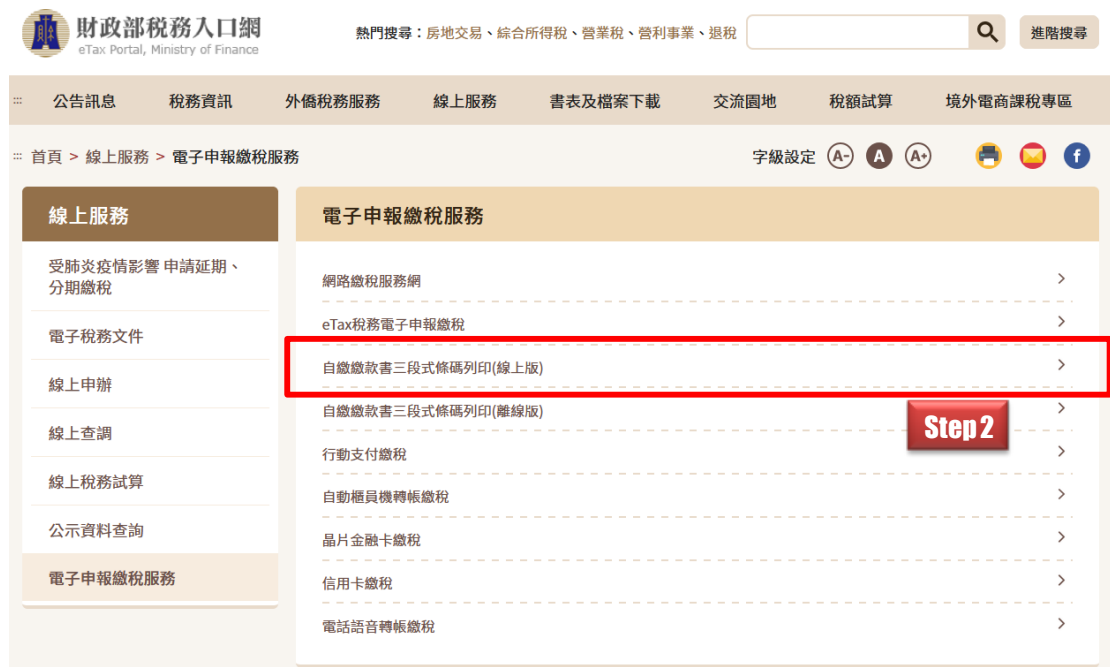 財政部稅務入口網
eTax Portal, Ministry of Finance
熱門搜尋：房地交易、綜合所得稅、營業稅、營利事業、退稅
進階搜尋
公告訊息 稅務資訊 外僑稅務服務 線上服務 書表及檔案下載 交流園地 稅額試算 境外電商課稅專區
首頁 > 線上服務 > 電子申報繳稅服務
字級設定 A- A A+
f
線上服務
受肺炎疫情影響 申請延期、
分期繳稅
電子稅務文件
線上申辦
線上查調
線上稅務試算
公示資料查詢
電子申報繳稅服務
電子申報繳稅服務
網路繳稅服務網
eTax稅務電子申報繳稅
自繳繳款書三段式條碼列印(線上版)
自繳繳款書三段式條碼列印(離線版)
Step 2
行動支付繳稅
自動櫃員機轉帳繳稅
晶片金融卡繳稅
信用卡繳稅
電話語音轉帳繳稅